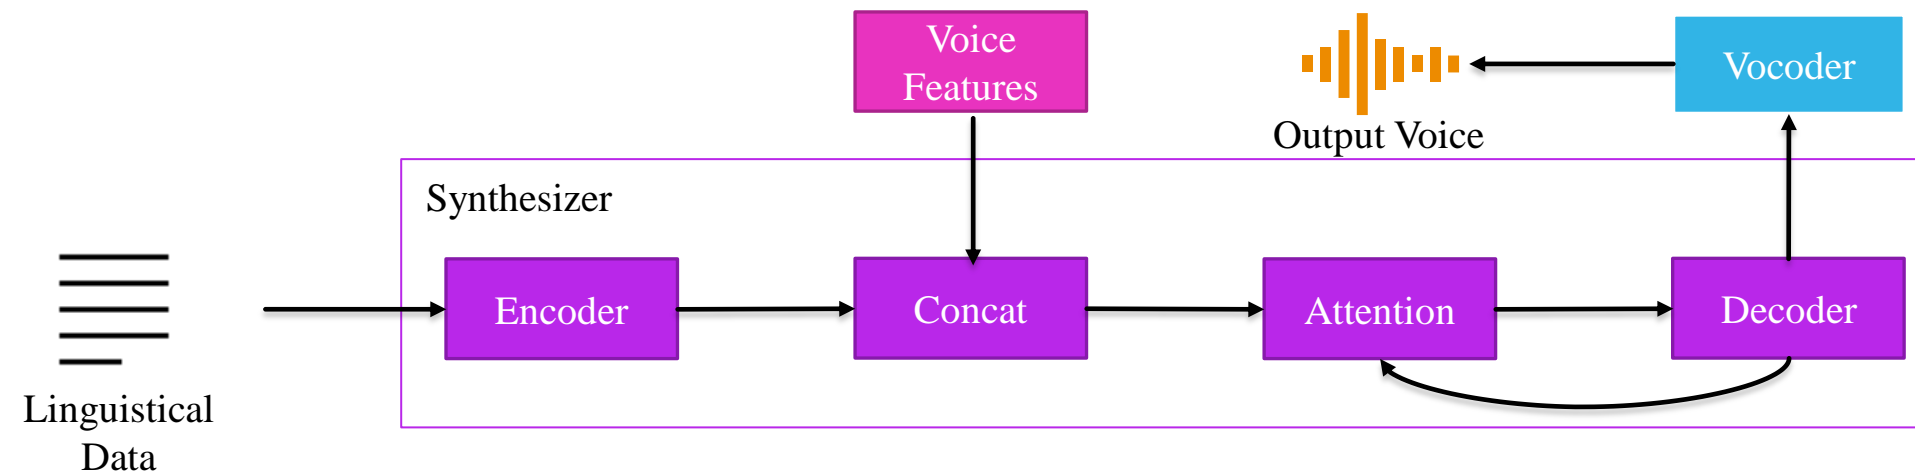 Voice
Features
Vocoder
Output Voice
Synthesizer
Encoder
Concat
Attention
Decoder
Linguistical
Data